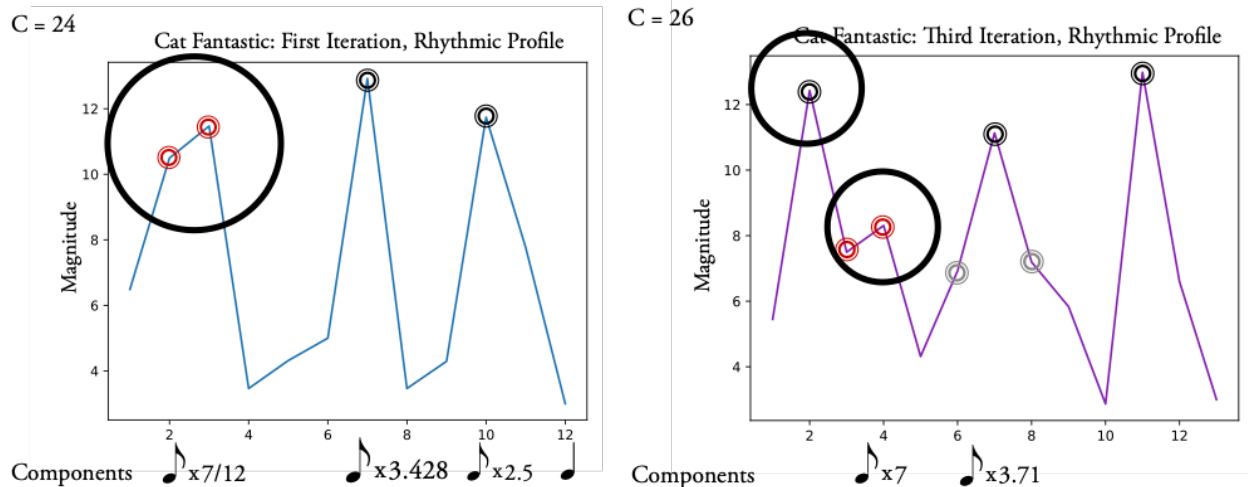 C = 24
Cat Fantastic: First Iteration, Rhythmic Profile
Magnitude
12
10
8
6
4
2 4 6 8 10 12
Components ♪x7/12 ♪x3.428 ♪x2.5 ♩
C = 26
Cat Fantastic: Third Iteration, Rhythmic Profile
Magnitude
12
10
8
6
4
2 4 6 8 10 12
Components ♪x7 ♪x3.71